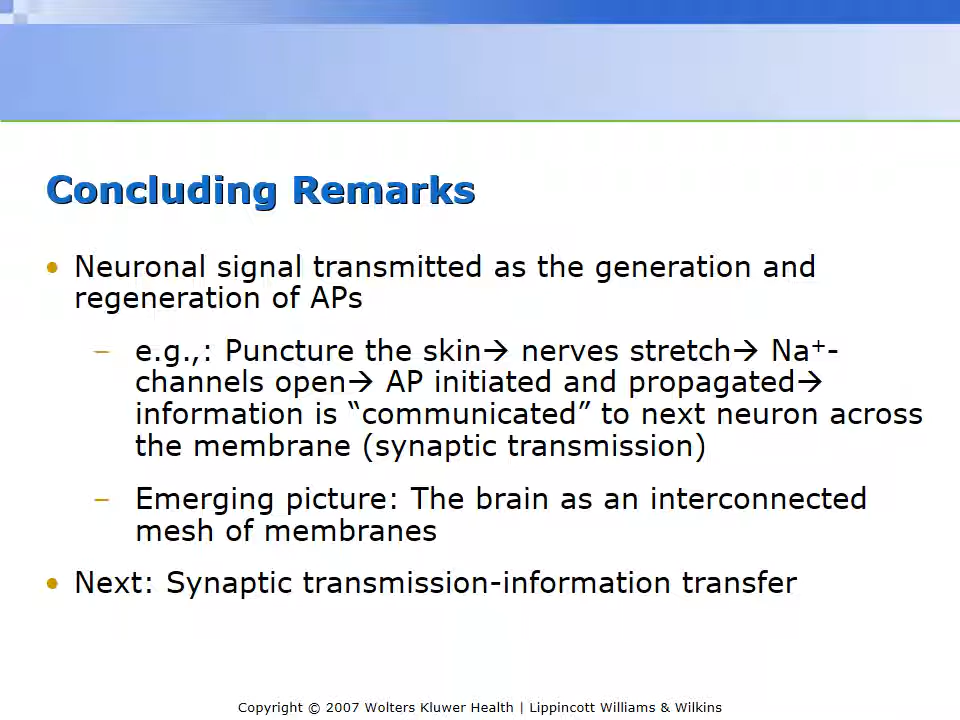 Concluding Remarks
• Neuronal signal transmitted as the generation and
regeneration of APs
– e.g.,: Puncture the skin→ nerves stretch→ Na⁺-
channels open→ AP initiated and propagated→
information is “communicated” to next neuron across
the membrane (synaptic transmission)
– Emerging picture: The brain as an interconnected
mesh of membranes
• Next: Synaptic transmission-information transfer
Copyright © 2007 Wolters Kluwer Health | Lippincott Williams & Wilkins